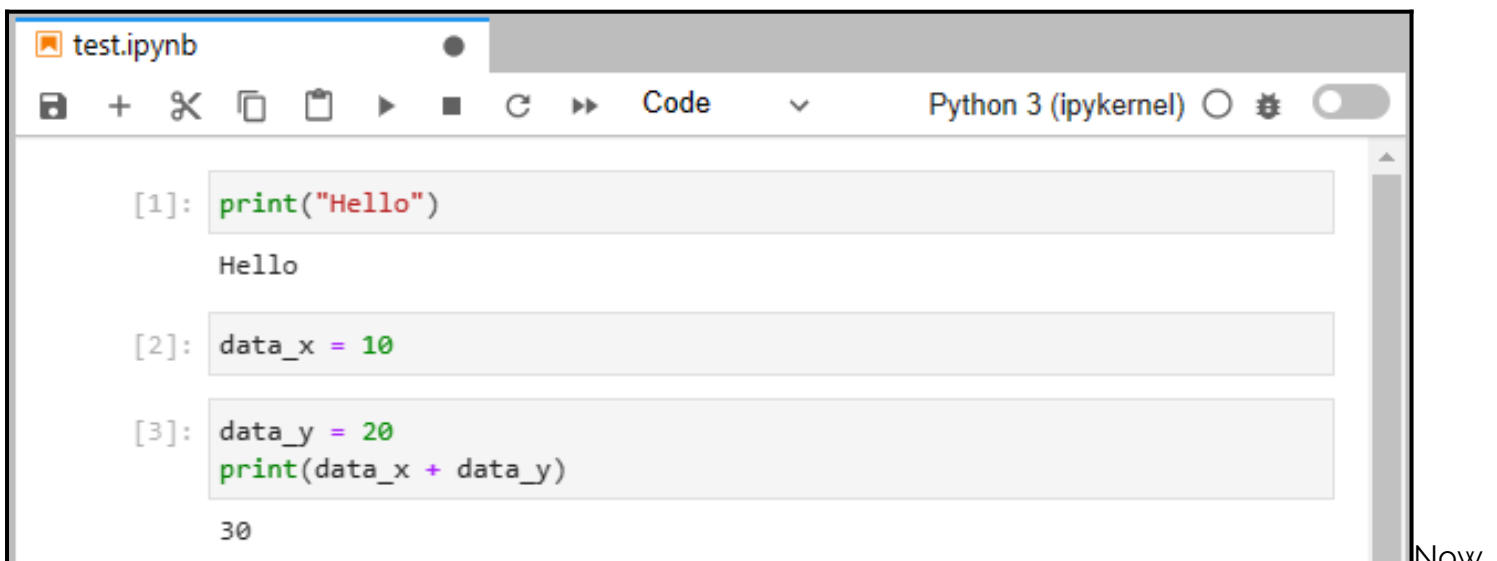 test.ipynb
Code Python 3 (ipykernel)
[1]: print("Hello")
Hello
[2]: data_x = 10
[3]: data_y = 20
print(data_x + data_y)
30
Now